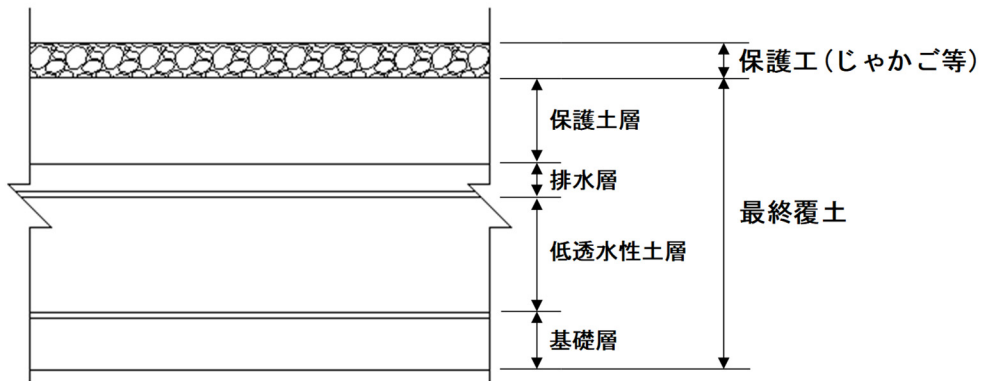 保護工(じゃかご等)
保護土層
排水層
最終覆土
低透水性土層
基礎層